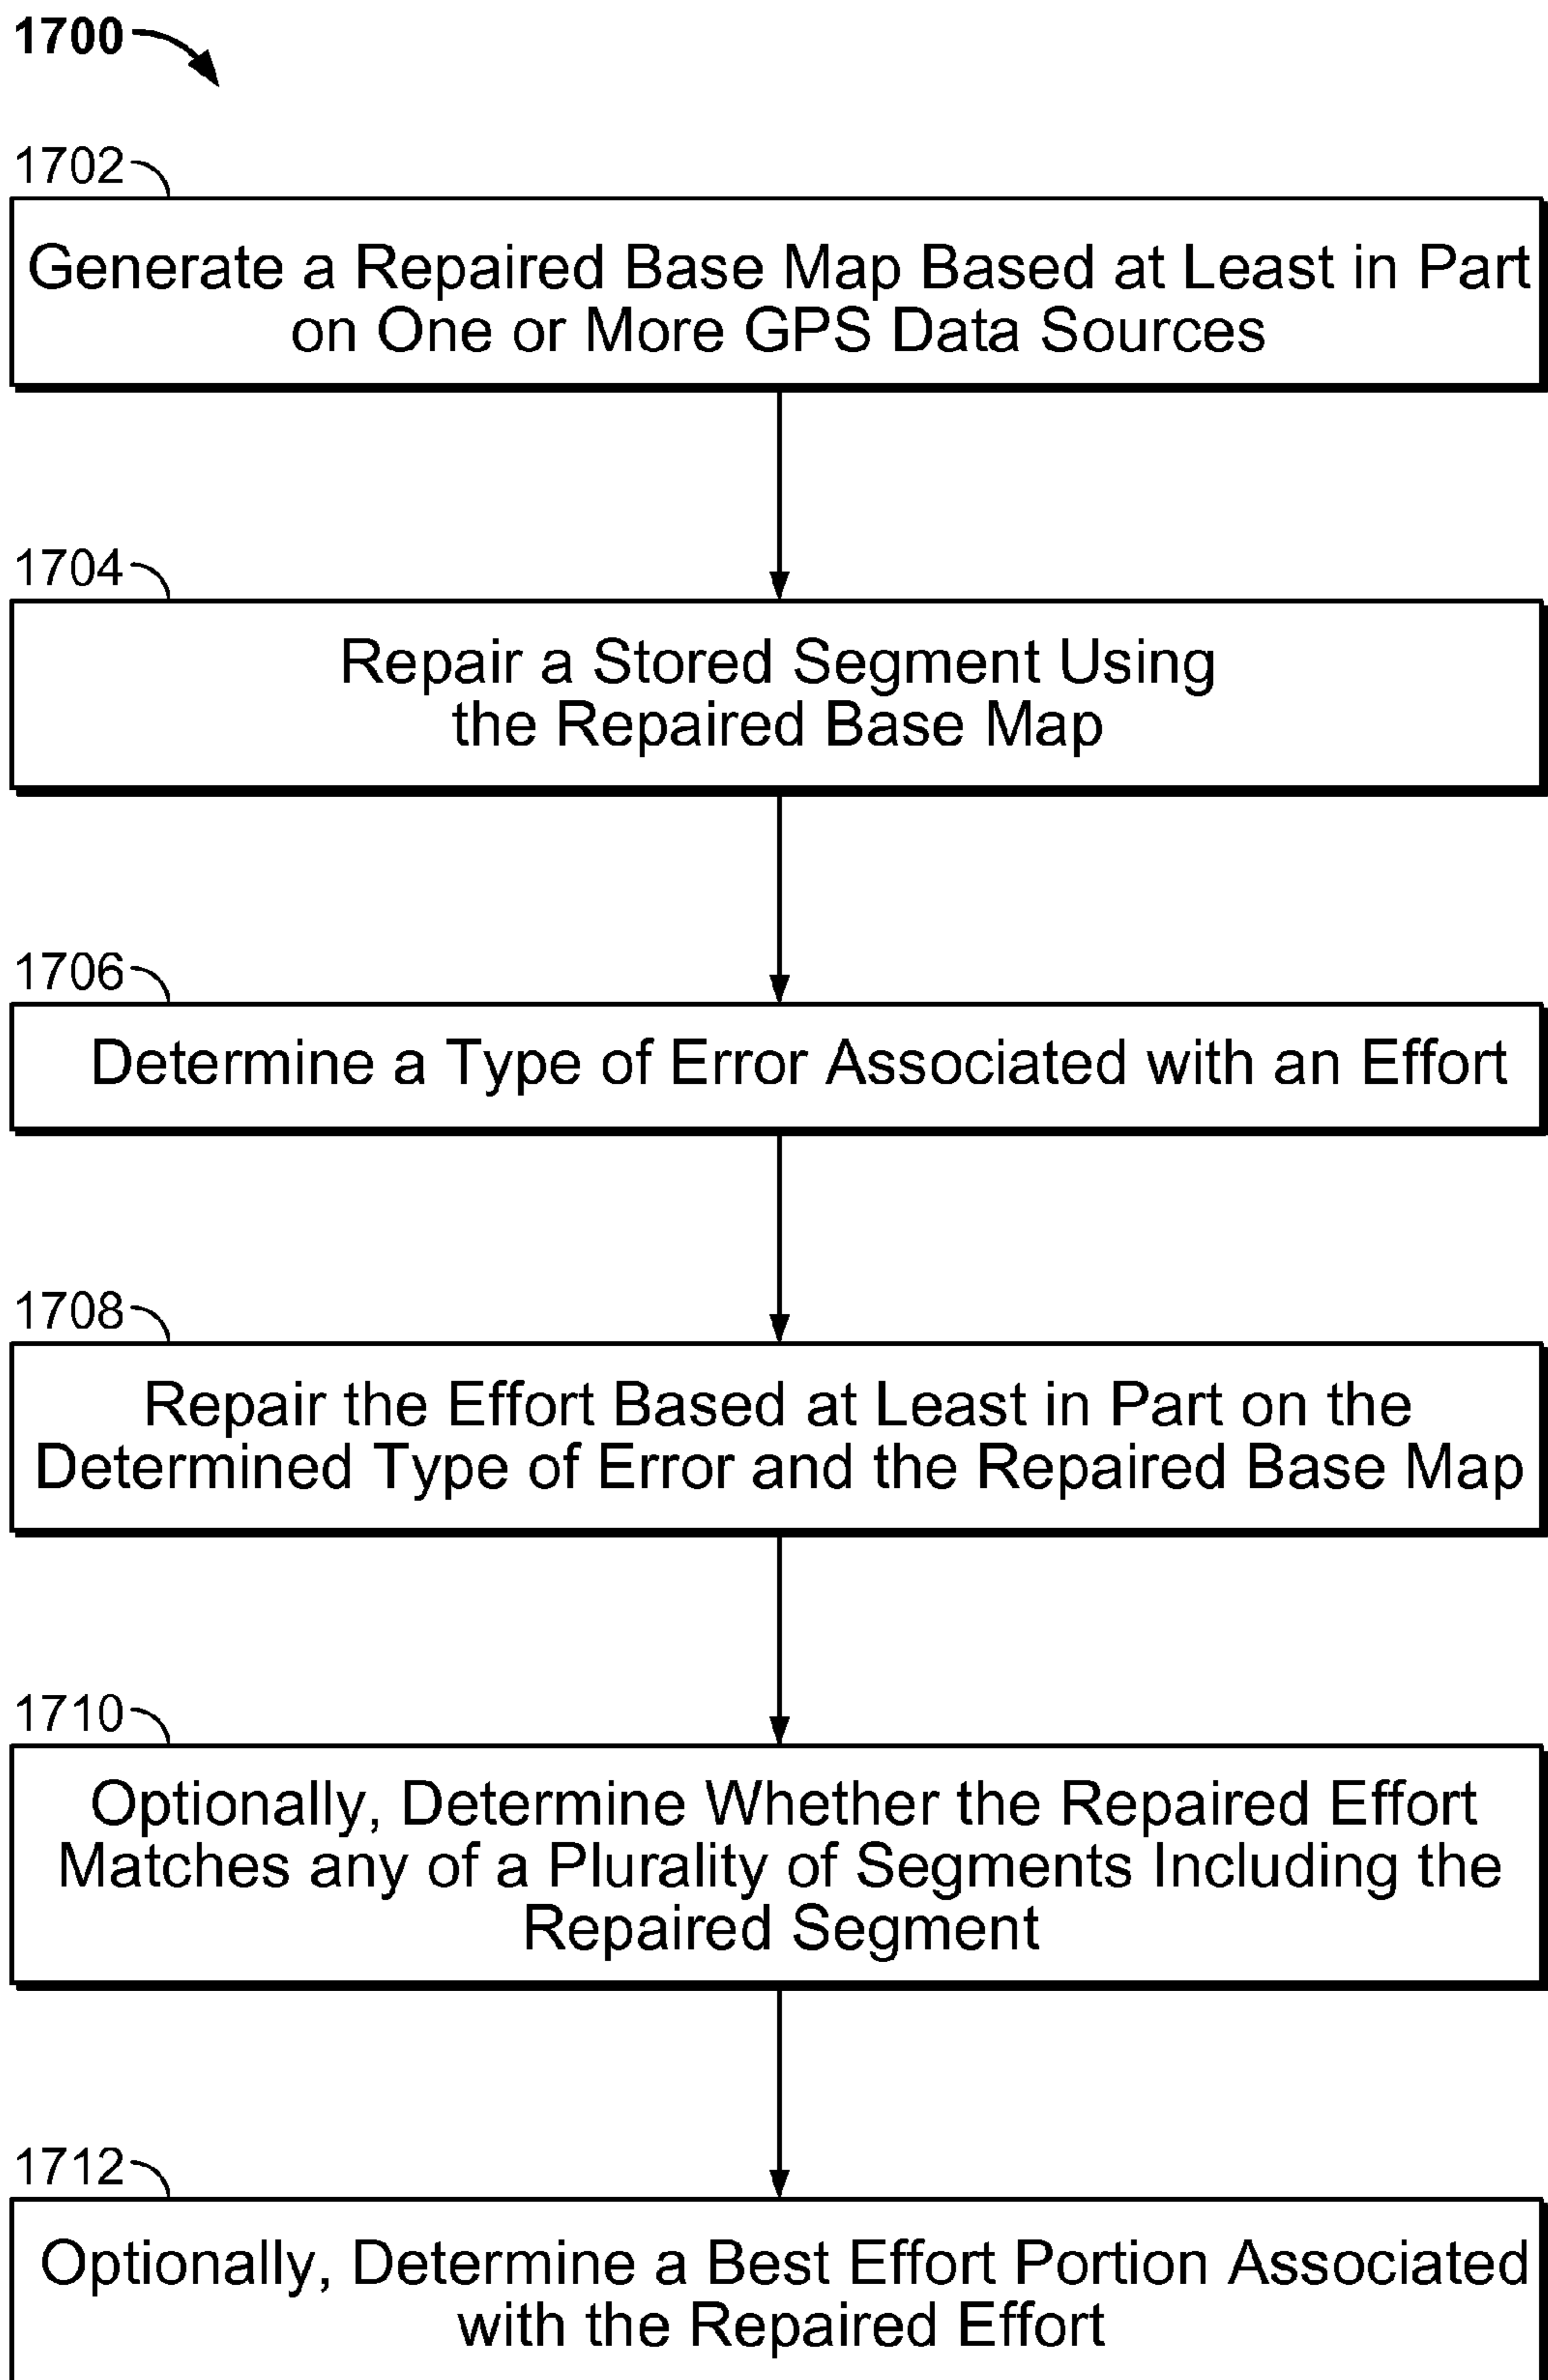 1700
1702
Generate a Repaired Base Map Based at Least in Part
on One or More GPS Data Sources
1704
Repair a Stored Segment Using
the Repaired Base Map
1706
Determine a Type of Error Associated with an Effort
1708
Repair the Effort Based at Least in Part on the
Determined Type of Error and the Repaired Base Map
1710
Optionally, Determine Whether the Repaired Effort
Matches any of a Plurality of Segments Including the
Repaired Segment
1712
Optionally, Determine a Best Effort Portion Associated
with the Repaired Effort